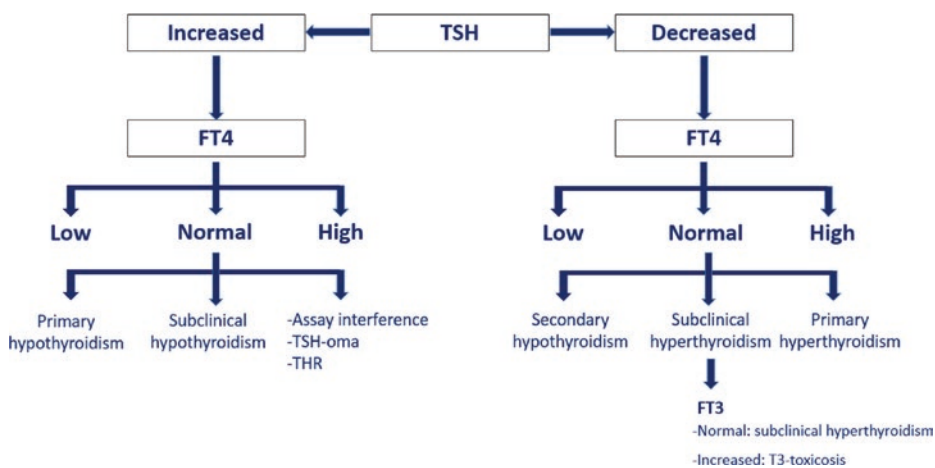 Increased
TSH
Decreased
FT4
FT4
Low
Normal
High
Low
Normal
High
Primary
hypothyroidism
Subclinical
hypothyroidism
-Assay interference
-TSH-oma
-THR
Secondary
hypothyroidism
Subclinical
hyperthyroidism
Primary
hyperthyroidism
FT3
-Normal: subclinical hyperthyroidism
-Increased: T3-toxicosis